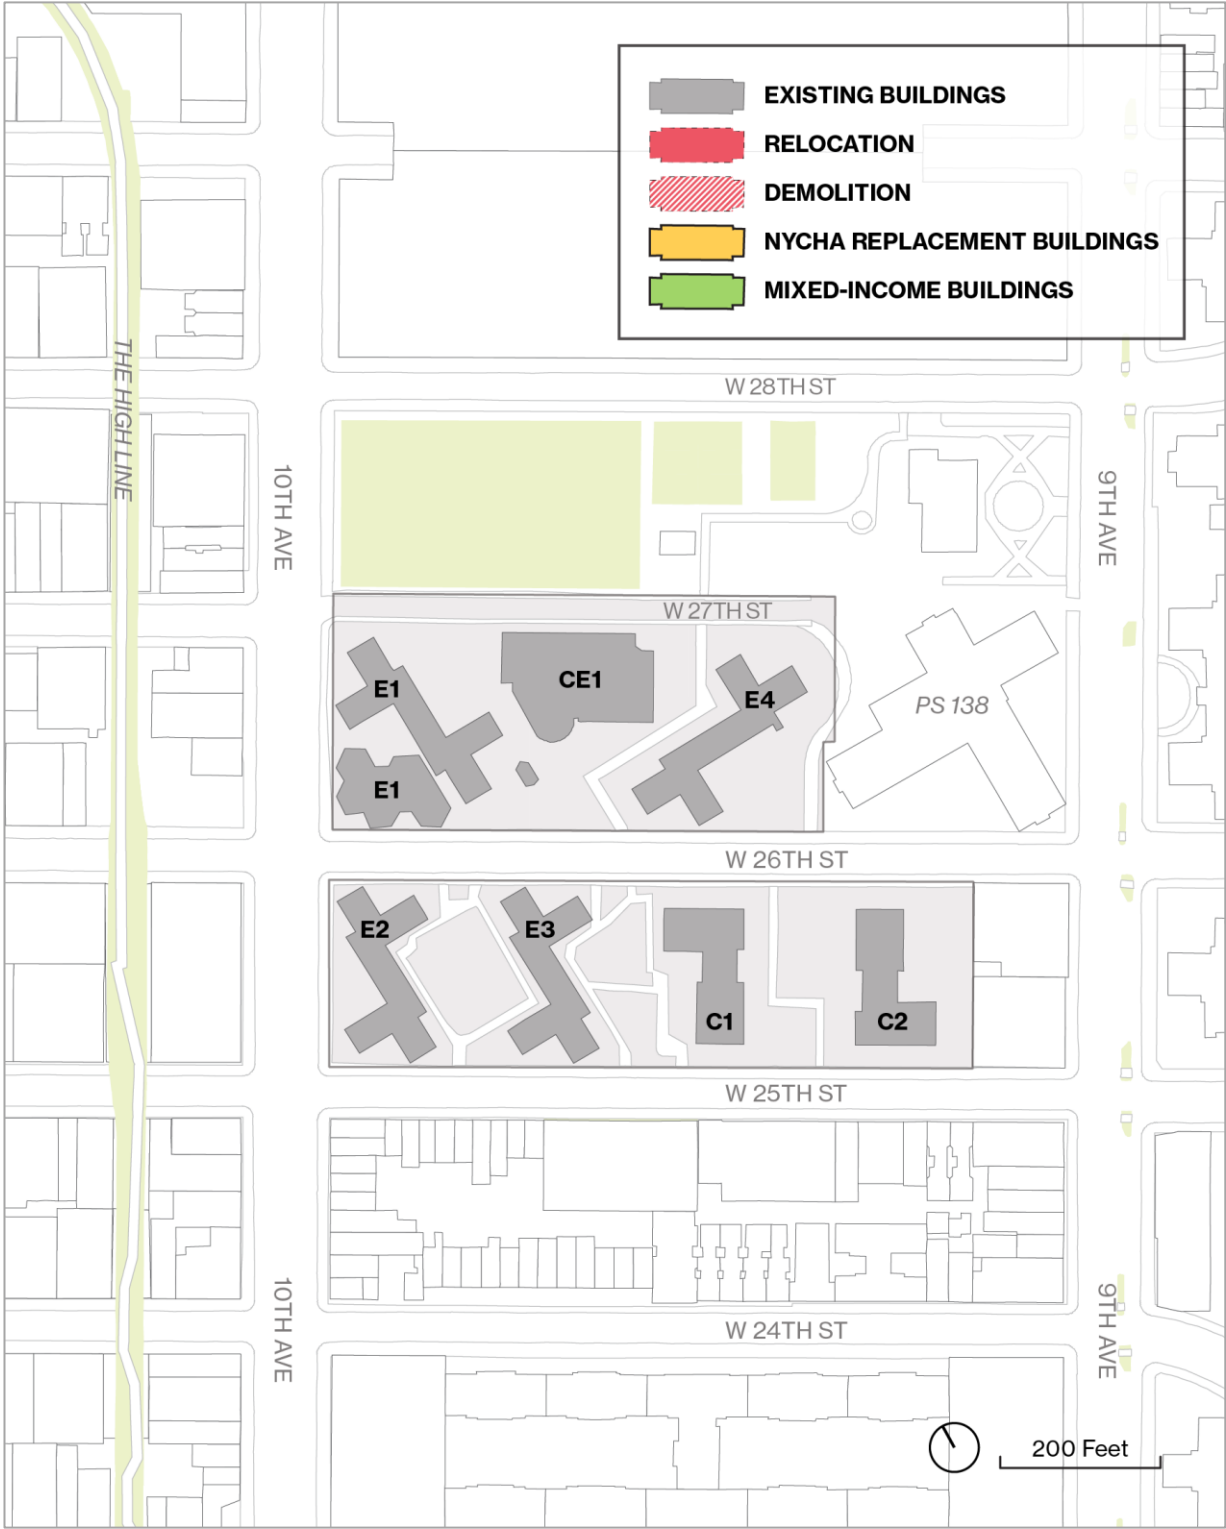 EXISTING BUILDINGS
RELOCATION
DEMOLITION
NYCHA REPLACEMENT BUILDINGS
MIXED-INCOME BUILDINGS
THE HIGH LINE
W 28TH ST
10TH AVE
9TH AVE
W 27TH ST
E1
CE1
E4
PS 138
E1
W 26TH ST
E2
E3
C1
C2
W 25TH ST
10TH AVE
9TH AVE
W 24TH ST
200 Feet